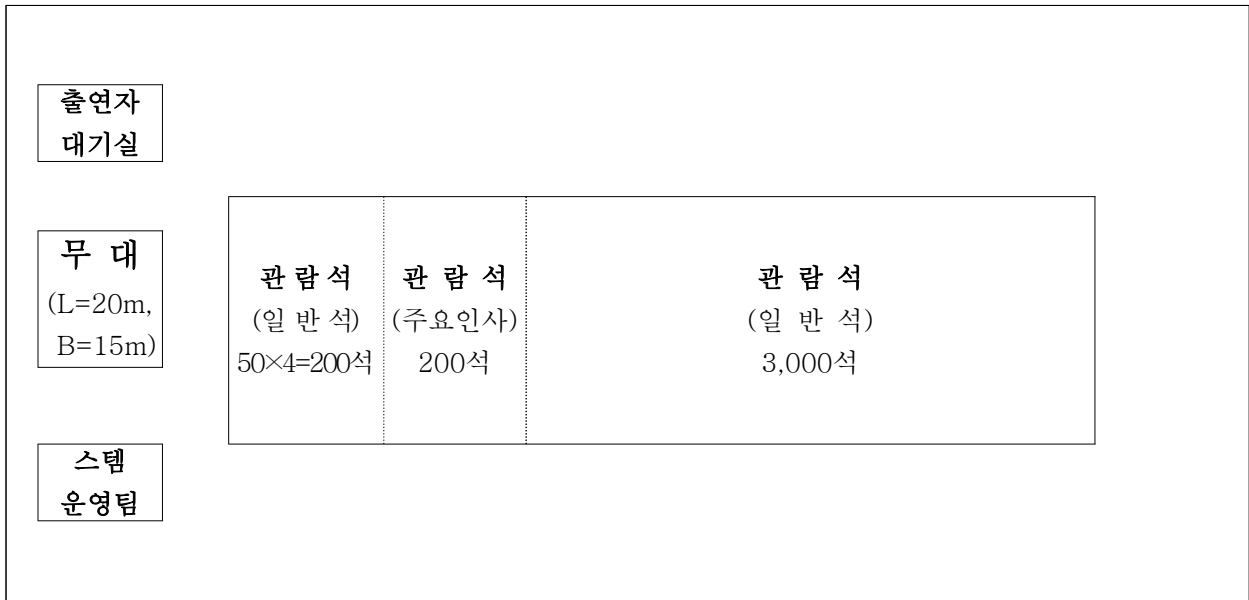 출연자
대기실
무 대
(L=20m,
B=15m)
관 람 석
(일 반 석)
50×4=200석
관 람 석
(주요인사)
200석
관 람 석
(일 반 석)
3,000석
스템
운영팀